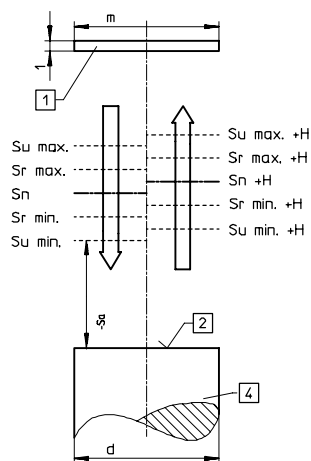 m
1
1
Su max.
Sr max.
Sn
Sr min.
Su min.
Su max. +H
Sr max. +H
Sn +H
Sr min. +H
Su min. +H
Sa
2
4
d